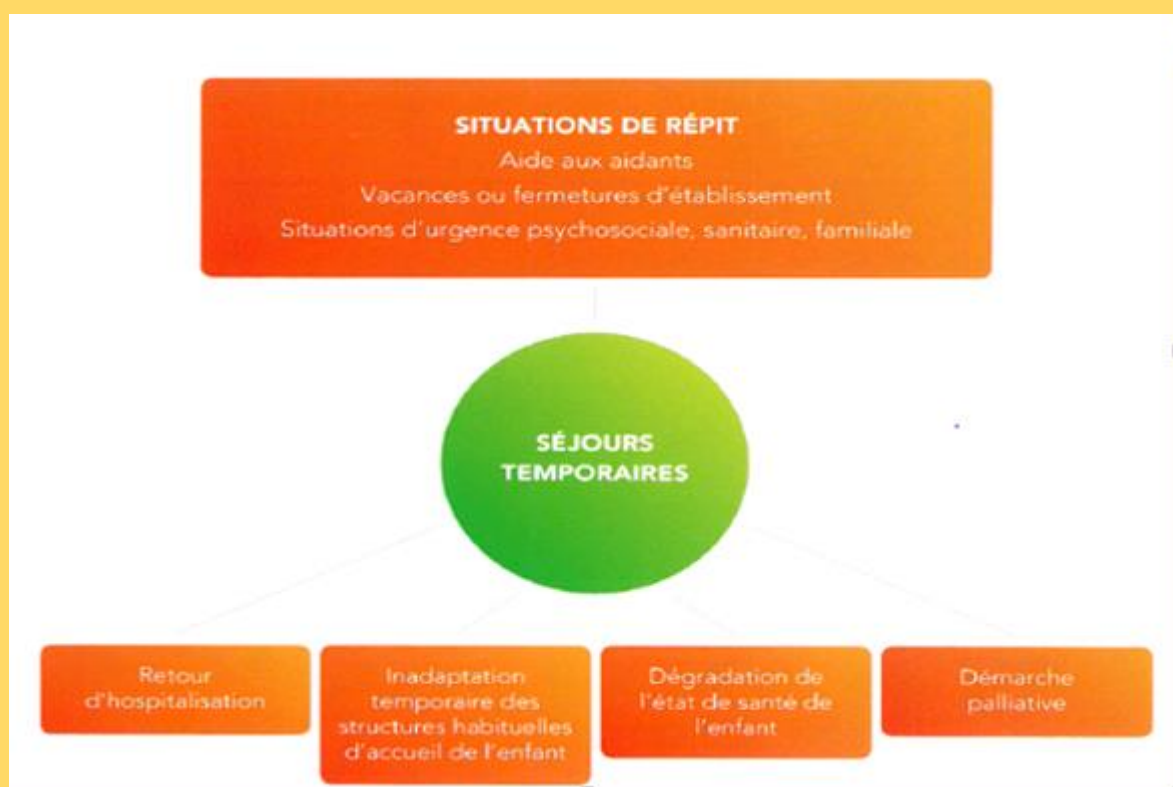 SITUATIONS DE RÉPIT
Aide aux aidants
Vacances ou fermetures d'établissement
Situations d'urgence psychosociale, sanitaire, familiale
SÉJOURS
TEMPORAIRES
Retour
d'hospitalisation
Inadaptation
temporaire des
structures habituelles
d'accueil de l'enfant
Dégradation de
l'état de santé de
l'enfant
Démarche
palliative